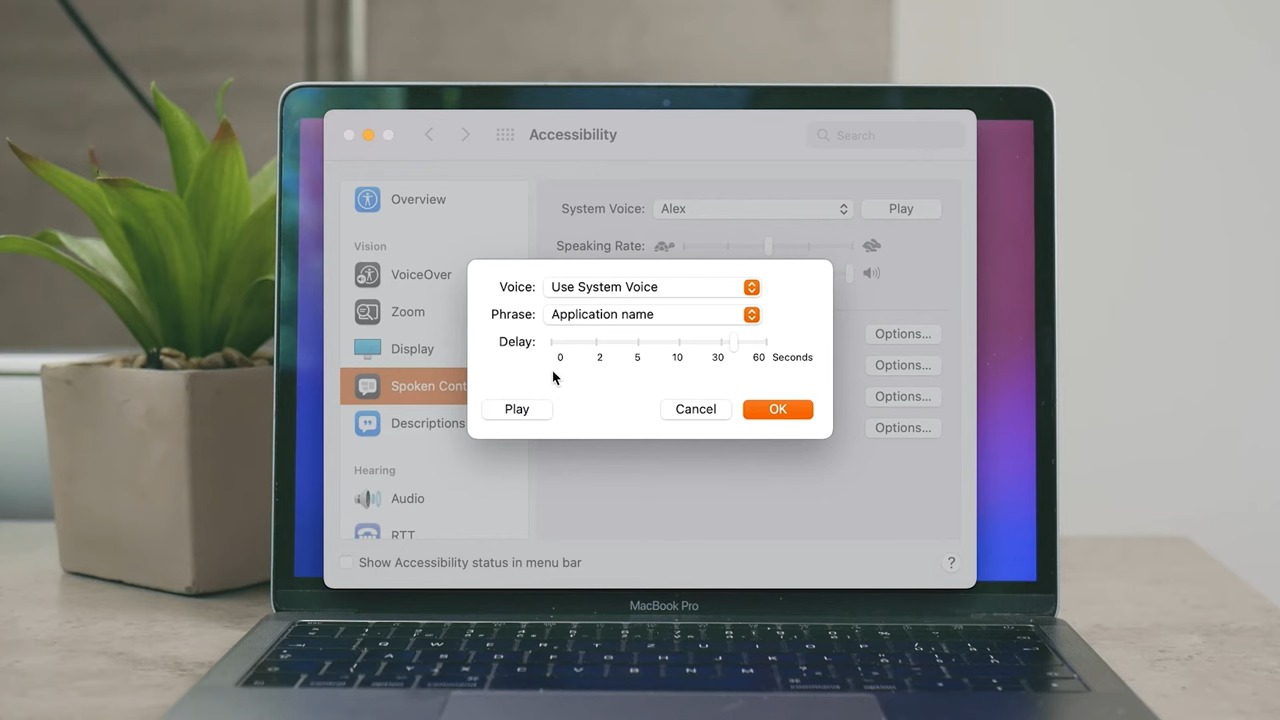 Accessibility
Search
Overview
System Voice: Alex Play
Speaking Rate:
Vision
VoiceOver
Zoom
Display
Spoken Cont
Descriptions
Hearing
Audio
RTT
Voice: Use System Voice
Phrase: Application name
Delay:
0 2 5 10 30 60 Seconds
Play Cancel OK
Options...
Options...
Options...
Options...
Show Accessibility status in menu bar
?
MacBook Pro